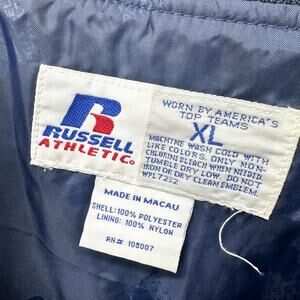 RUSSELL
ATHLETIC®
WORN BY AMERICA'S
TOP TEAMS
XL
MACHINE WASH COLD WITH
LIKE COLORS. ONLY NON-
CHLORINE BLEACH WHEN NEEDED.
TUMBLE DRY LOW. DO NOT
IRON OR DRY CLEAN EMBLEM.
WPL 7232
MADE IN MACAU
SHELL: 100% POLYESTER
LINING: 100% NYLON
RN# 108007